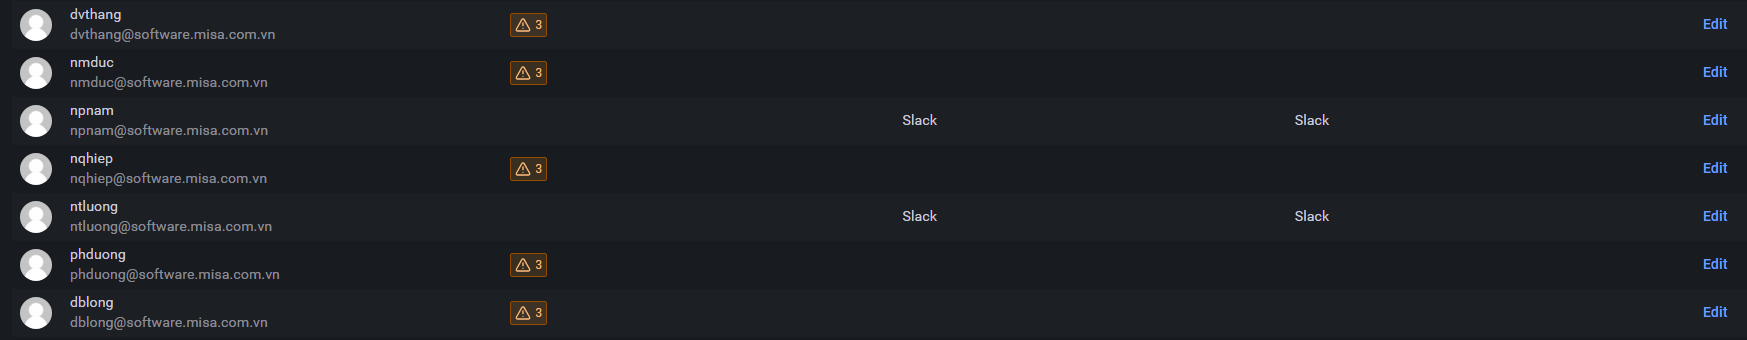 dvthang
dvthang@software.misa.com.vn
3
Edit
nmduc
nmduc@software.misa.com.vn
3
Edit
npnam
npnam@software.misa.com.vn
Slack
Slack
Edit
nqhiep
nqhiep@software.misa.com.vn
3
Edit
ntluong
ntluong@software.misa.com.vn
Slack
Slack
Edit
phduong
phduong@software.misa.com.vn
3
Edit
dblong
dblong@software.misa.com.vn
3
Edit